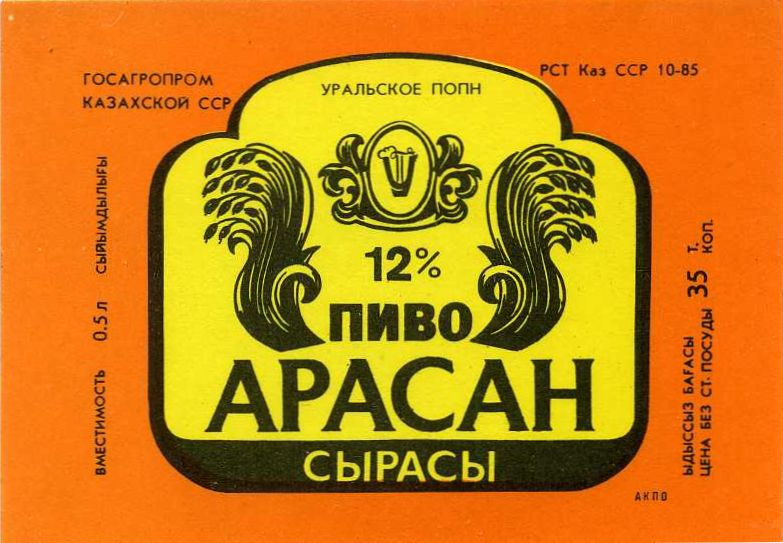 ГОСАГРОПРОМ
КАЗАХСКОЙ ССР
УРАЛЬСКОЕ ПОПН
РСТ Каз ССР 10-85
12%
ПИВО
АРАСАН
СЫРАСЫ
ВМЕСТИМОСТЬ 0.5 л СЫЙЫМДЫЛЫҒЫ
ЫДЫССЫЗ БАҒАСЫ
ЦЕНА БЕЗ СТ. ПОСУДЫ 35 Т.
КОП.
АКПО